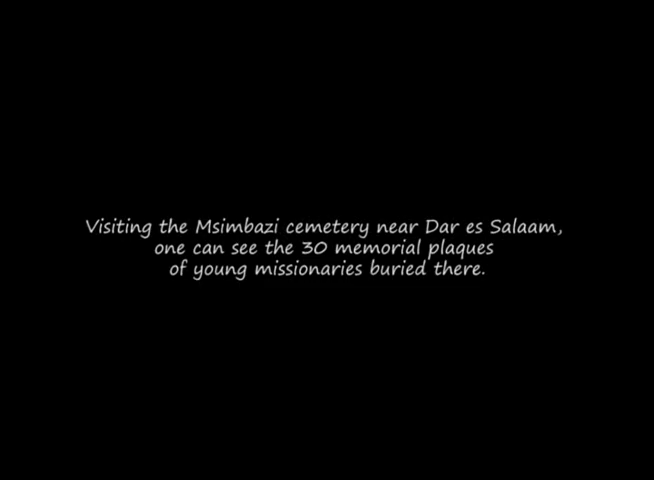 Visiting the Msimbazi cemetery near Dar es Salaam,
one can see the 30 memorial plaques
of young missionaries buried there.